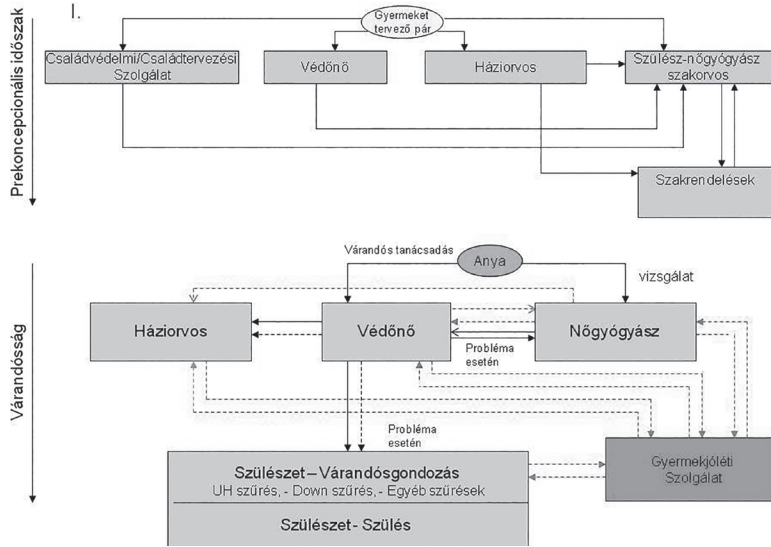 I.
Gyermeket
tervező pár
Prekoncepcionális időszak
Családvédelmi/Családtervezési
Szolgálat
Védőnő
Háziorvos
Szülész-nőgyógyász
szakorvos
Szakrendelések
Várandósság
Várandós tanácsadás
Anya
vizsgálat
Háziorvos
Védőnő
Nőgyógyász
Probléma
esetén
Probléma
esetén
Szülészet – Várandósgondozás
UH szűrés, - Down szűrés, - Egyéb szűrések
Szülészet- Szülés
Gyermekjóléti
Szolgálat